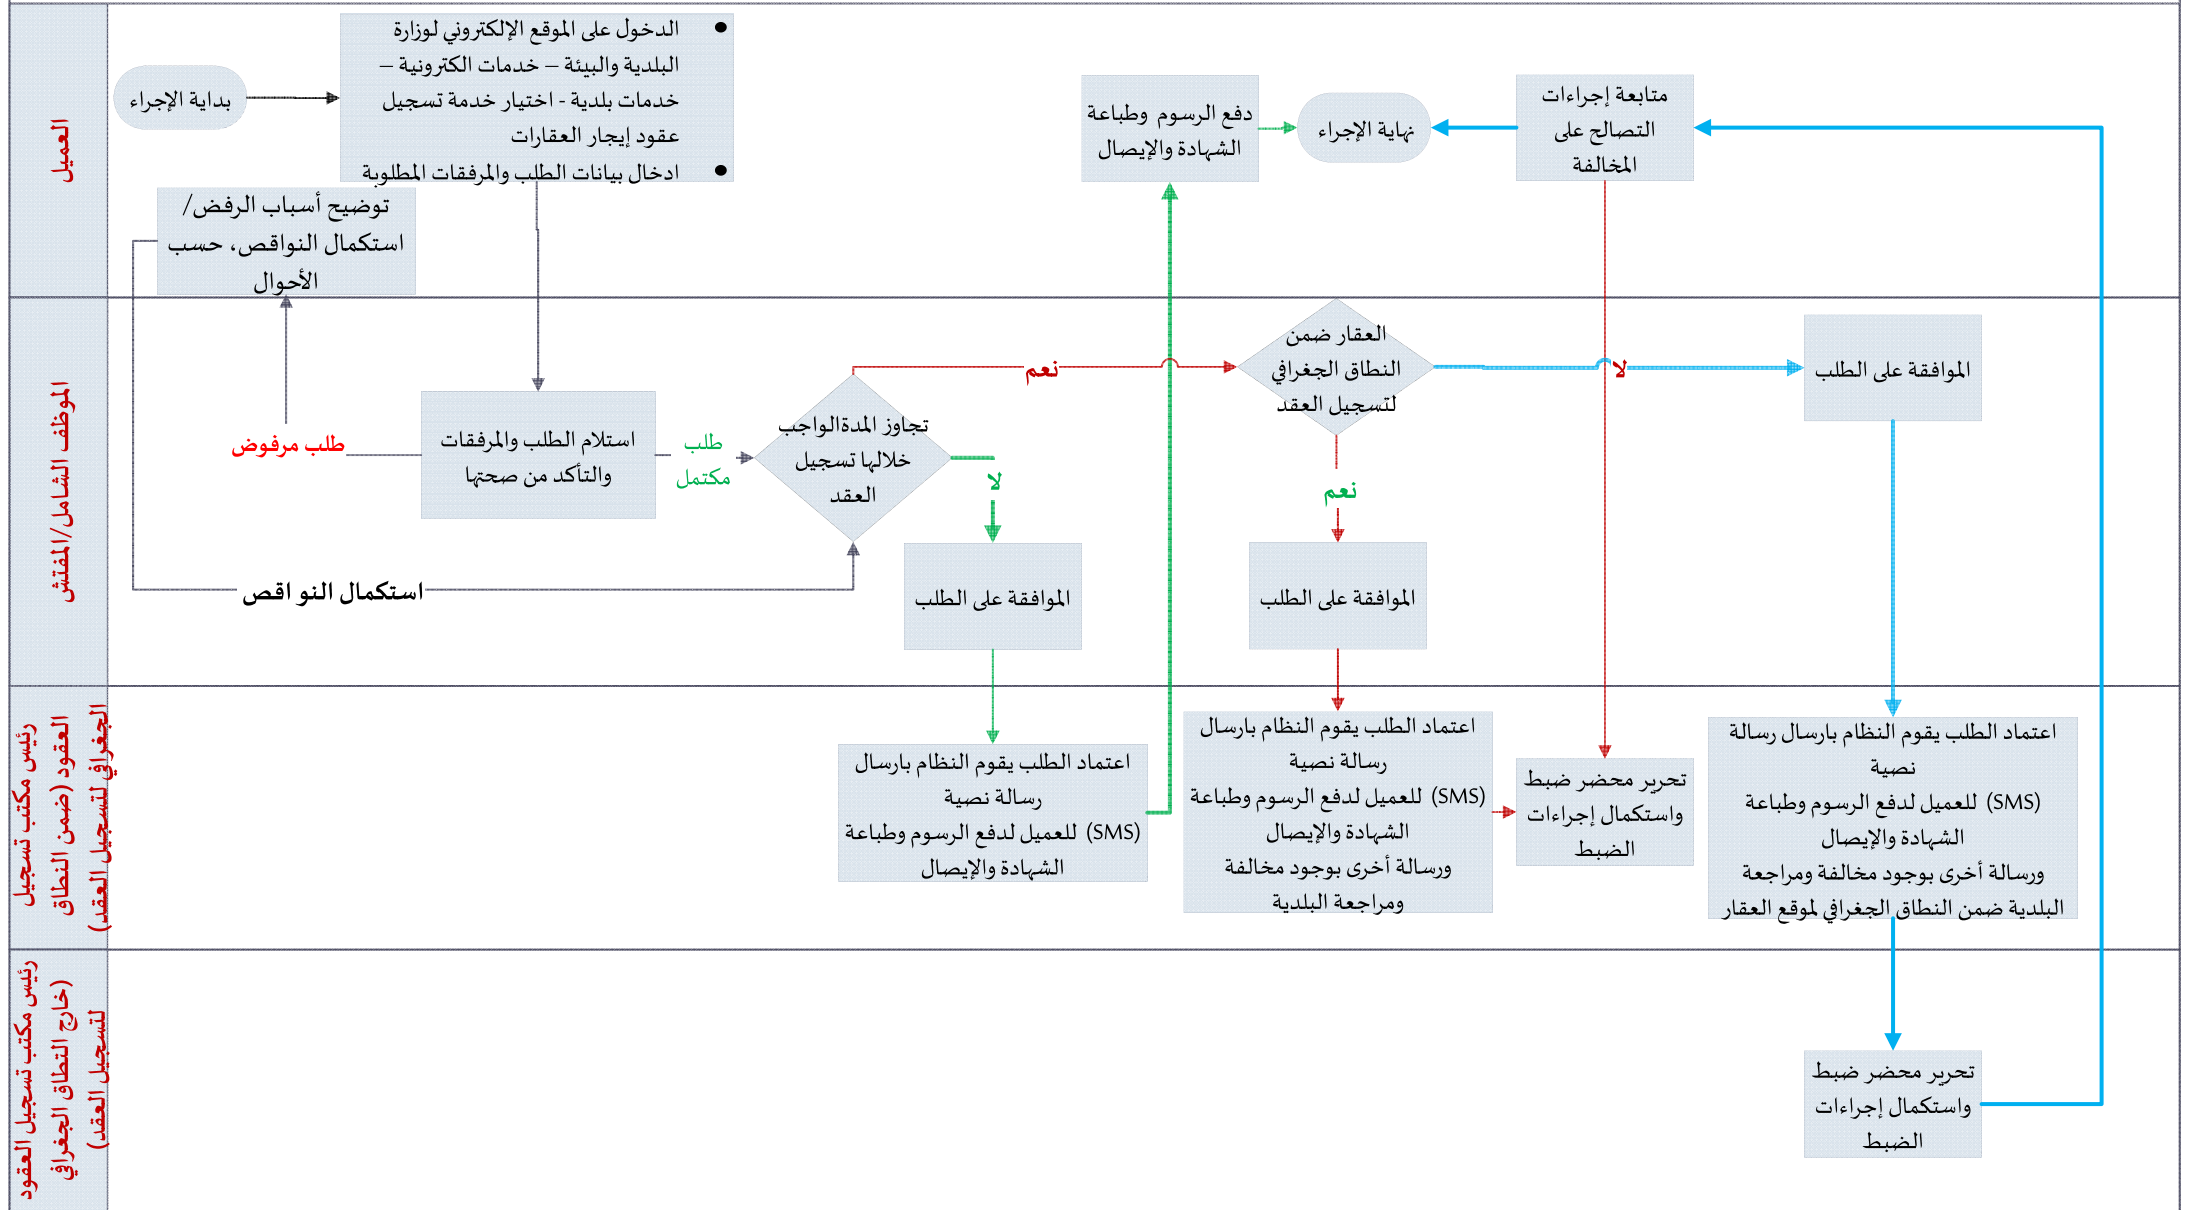 العميل
بداية الإجراء
● الدخول على الموقع الإلكتروني لوزارة
البلدية والبيئة – خدمات الكترونية –
خدمات بلدية - اختيار خدمة تسجيل
عقود إيجار العقارات
● ادخال بيانات الطلب والمرفقات المطلوبة
توضيح أسباب الرفض/
استكمال النواقص، حسب
الأحوال
دفع الرسوم وطباعة
الشهادة والإيصال
نهاية الإجراء
متابعة إجراءات
التصالح على
المخالفة
الموظف الشامل/المفتش
طلب مرفوض
استلام الطلب والمرفقات
والتأكد من صحتها
طلب
مكتمل
تجاوز المدة الواجب
خلالها تسجيل
العقد
نعم
لا
العقار ضمن
النطاق الجغرافي
لتسجيل العقد
لا
نعم
الموافقة على الطلب
استكمال النواقص
الموافقة على الطلب
الموافقة على الطلب
رئيس مكتب تسجيل
العقود (ضمن النطاق
الجغرافي لتسجيل العقد)
اعتماد الطلب يقوم النظام بارسال
رسالة نصية
(SMS) للعميل لدفع الرسوم وطباعة
الشهادة والإيصال
اعتماد الطلب يقوم النظام بارسال
رسالة نصية
(SMS) للعميل لدفع الرسوم وطباعة
الشهادة والإيصال
ورسالة أخرى بوجود مخالفة
ومراجعة البلدية
تحرير محضر ضبط
واستكمال إجراءات
الضبط
اعتماد الطلب يقوم النظام بارسال رسالة
نصية
(SMS) للعميل لدفع الرسوم وطباعة
الشهادة والإيصال
ورسالة أخرى بوجود مخالفة ومراجعة
البلدية ضمن النطاق الجغرافي لموقع العقار
رئيس مكتب تسجيل العقود
(خارج النطاق الجغرافي
لتسجيل العقد)
تحرير محضر ضبط
واستكمال إجراءات
الضبط